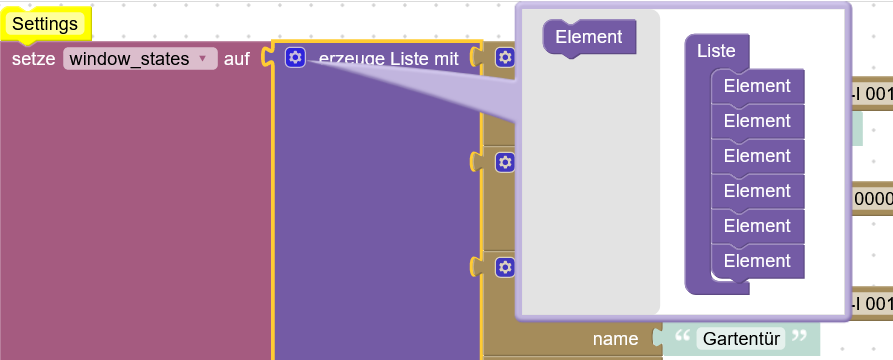 Settings
setze window_states auf
erzeuge Liste mit
Element
Liste
Element
Element
Element
Element
Element
Element
-I 001
0000
-I 001
name “ Gartentür ”